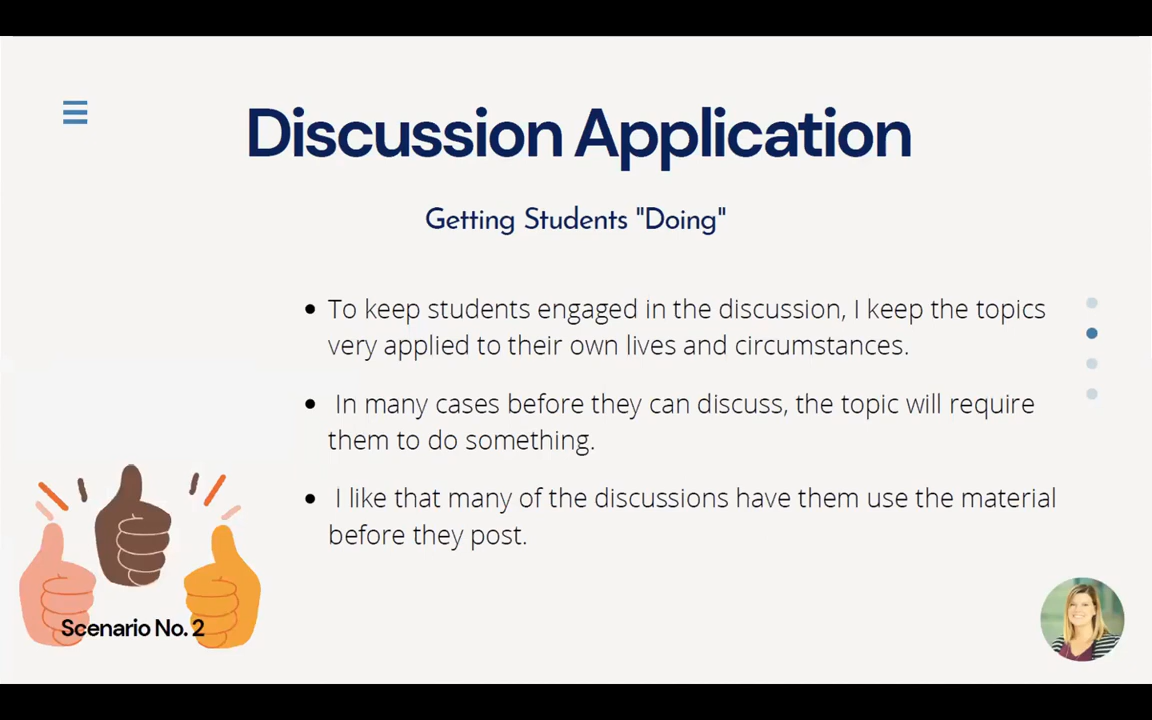 Discussion Application
Getting Students "Doing"
• To keep students engaged in the discussion, I keep the topics
very applied to their own lives and circumstances.
• In many cases before they can discuss, the topic will require
them to do something.
• I like that many of the discussions have them use the material
before they post.
Scenario No. 2